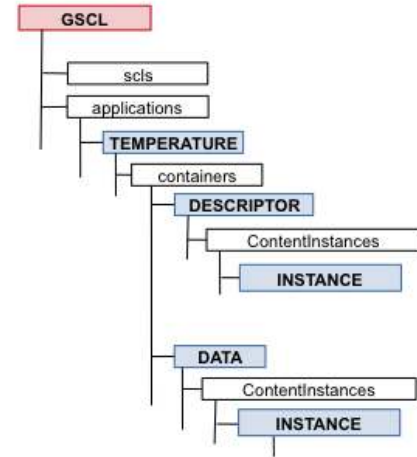 GSCL
scls
applications
TEMPERATURE
containers
DESCRIPTOR
ContentInstances
INSTANCE
DATA
ContentInstances
INSTANCE